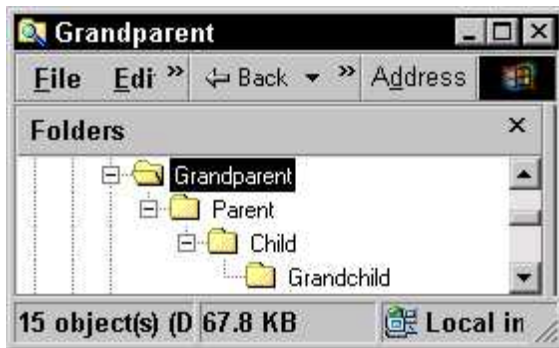 Grandparent
File Edi » Back » Address
Folders
Grandparent
Parent
Child
Grandchild
15 object(s) (D 67.8 KB Local in